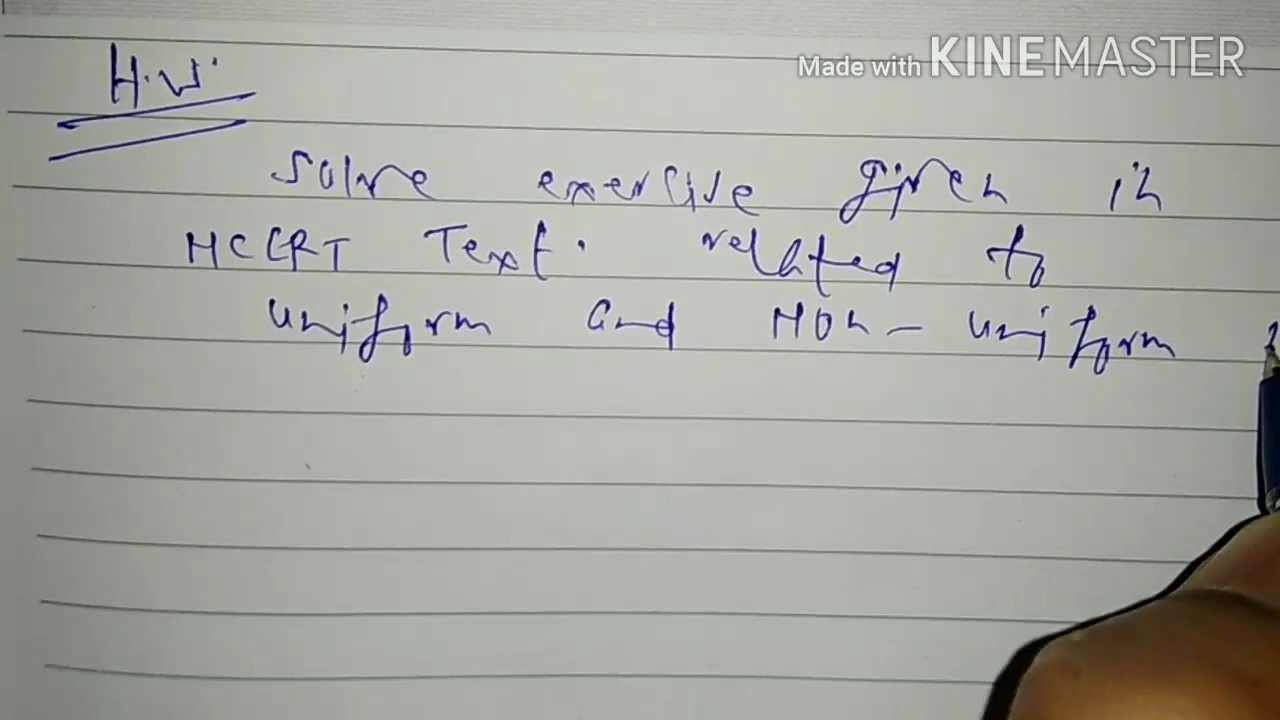 Made with KINEMASTER
H.W.
Solve exercise given in
NCERT Text. related to
uniform and Non - uniform